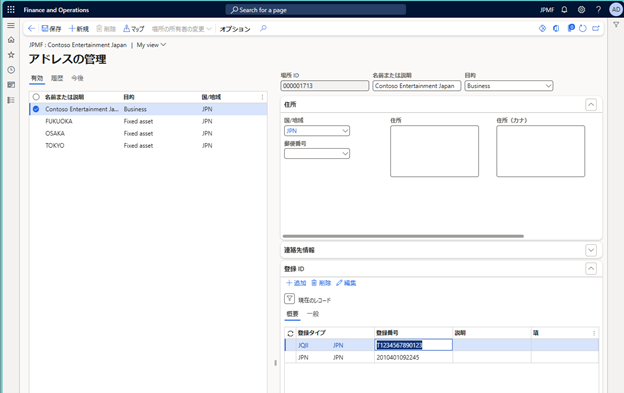 Finance and Operations
Search for a page
JPMF
?
AD
保存 新規 削除 マップ 場所の所有者の変更 オプション
JPMF : Contoso Entertainment Japan | My view
アドレスの管理
有効 履歴 今後
名前または説明 目的 国/地域
Contoso Entertainment Ja... Business JPN
FUKUOKA Fixed asset JPN
OSAKA Fixed asset JPN
TOKYO Fixed asset JPN
場所 ID 名前または説明 目的
000001713 Contoso Entertainment Japan Business
住所
国/地域 住所 住所（カナ）
JPN
郵便番号
連絡先情報
登録 ID
追加 削除 編集
現在のレコード
概要 一般
登録タイプ 登録番号 説明 項
JQII JPN T1234567890123
JPN JPN 2010401092245